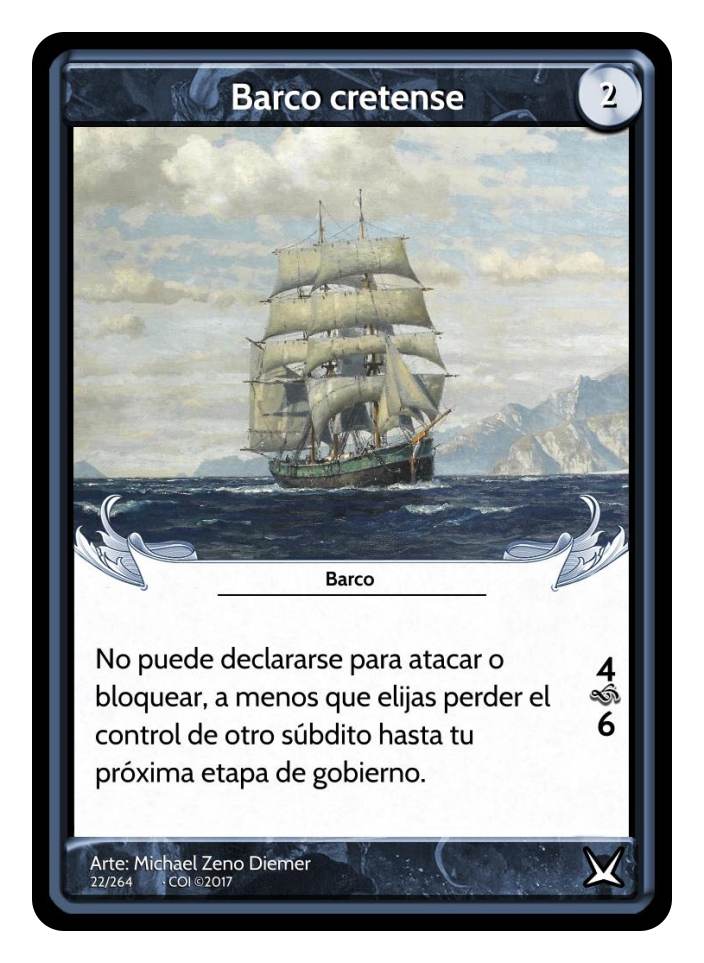 Barco cretense
2
Barco
No puede declararse para atacar o
bloquear, a menos que elijas perder el
control de otro súbdito hasta tu
próxima etapa de gobierno.
4
6
Arte: Michael Zeno Diemer
22/264 · COI ©2017